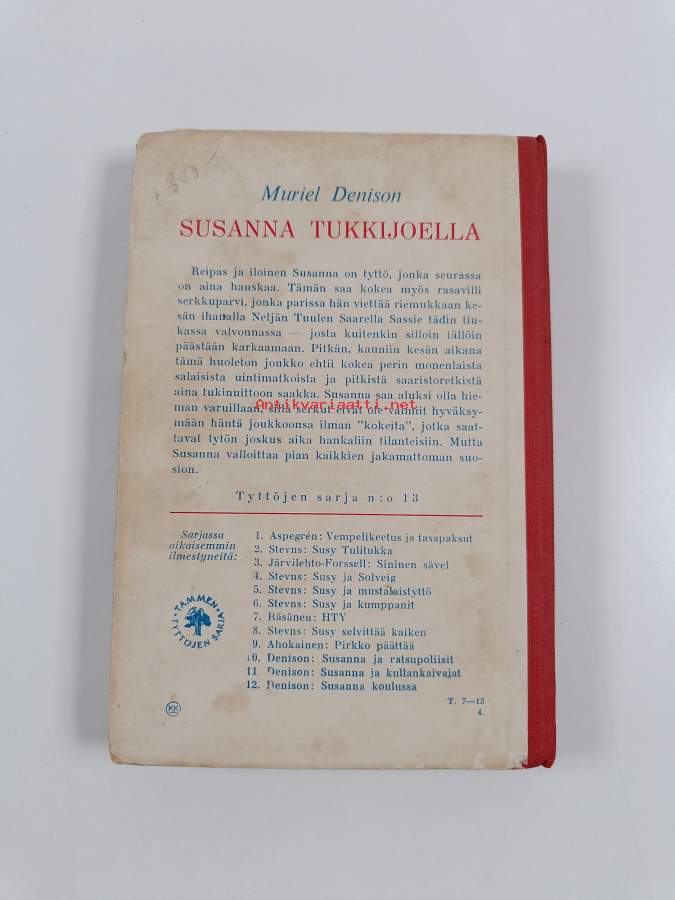 300
Muriel Denison
SUSANNA TUKKIJOELLA
Reipas ja iloinen Susanna on tyttö, jonka seurassa
on aina hauskaa. Tämän saa kokea myös rasavilli
serkkuparvi, jonka parissa hän viettää riemukkaan ke-
sän ihanalla Neljän Tuulen Saarella Sassie tädin tiu-
kassa valvonnassa — josta kuitenkin silloin tällöin
päästään karkaamaan. Pitkän, kauniin kesän aikana
tämä huoleton joukko ehtii kokea perin monenlaista
salaisista uintimatkoista ja pitkistä saaristoretkistä
aina tukinuittoon saakka. Susanna saa aluksi olla hie-
man varuillaan, sillä serkut eivät ole valmiit hyväksy-
mään häntä joukkoonsa ilman "kokeita", jotka saat-
tavat tytön joskus aika hankaliin tilanteisiin. Mutta
Susanna valloittaa pian kaikkien jakamattoman suo-
sion.
Antikvariaatti.net
Tyttöjen sarja n:o 13
Sarjassa
aikaisemmin
ilmestyneitä:
1. Aspegrén: Vempelikeetus ja tasapaksut
2. Stevns: Susy Tulitukka
3. Järvilehto-Forssell: Sininen sävel
4. Stevns: Susy ja Solveig
5. Stevns: Susy ja mustalaistyttö
6. Stevns: Susy ja kumppanit
7. Räsänen: HTY
8. Stevns: Susy selvittää kaiken
9. Ahokainen: Pirkko päättää
10. Denison: Susanna ja ratsupoliisit
11. Denison: Susanna ja kullankaivajat
12. Denison: Susanna koulussa
TAMMEN
TYTTÖJEN SARJA
KK
T. 7—13
4.